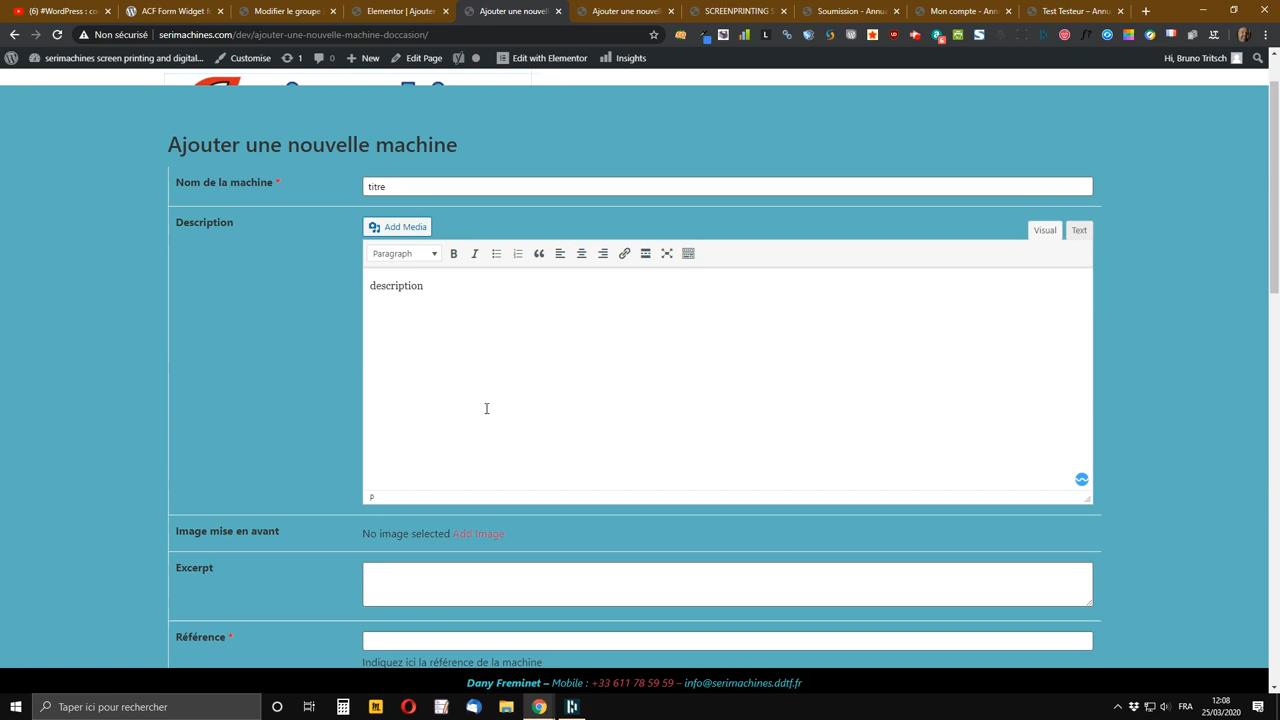 (6) #WordPress : co
ACF Form Widget f
Modifier le groupe d
Ajouter une nouvell
Ajouter une nouvell
SCREENPRINTING S
Soumission - Annu
Mon compte - Annu
Test Testeur – Annu
Non sécurisé | serimachines.com/dev/ajouter-une-nouvelle-machine-doccasion/
serimachines screen printing and digital... Customise 1 0 New Edit Page Edit with Elementor Insights Hi, Bruno Tritsch
Ajouter une nouvelle machine
Nom de la machine *
titre
Description
Add Media
Visual Text
Paragraph
description
P
Image mise en avant
No image selected Add Image
Excerpt
Référence *
Indiquez ici la référence de la machine
Dany Freminet – Mobile : +33 611 78 59 59 – info@serimachines.ddtf.fr
Taper ici pour rechercher
FRA
12:08
25/03/2020